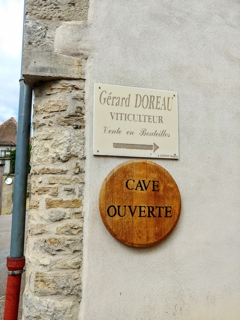 Gérard DOREAU
VITICULTEUR
Vente en Bouteilles
CAVE
OUVERTE